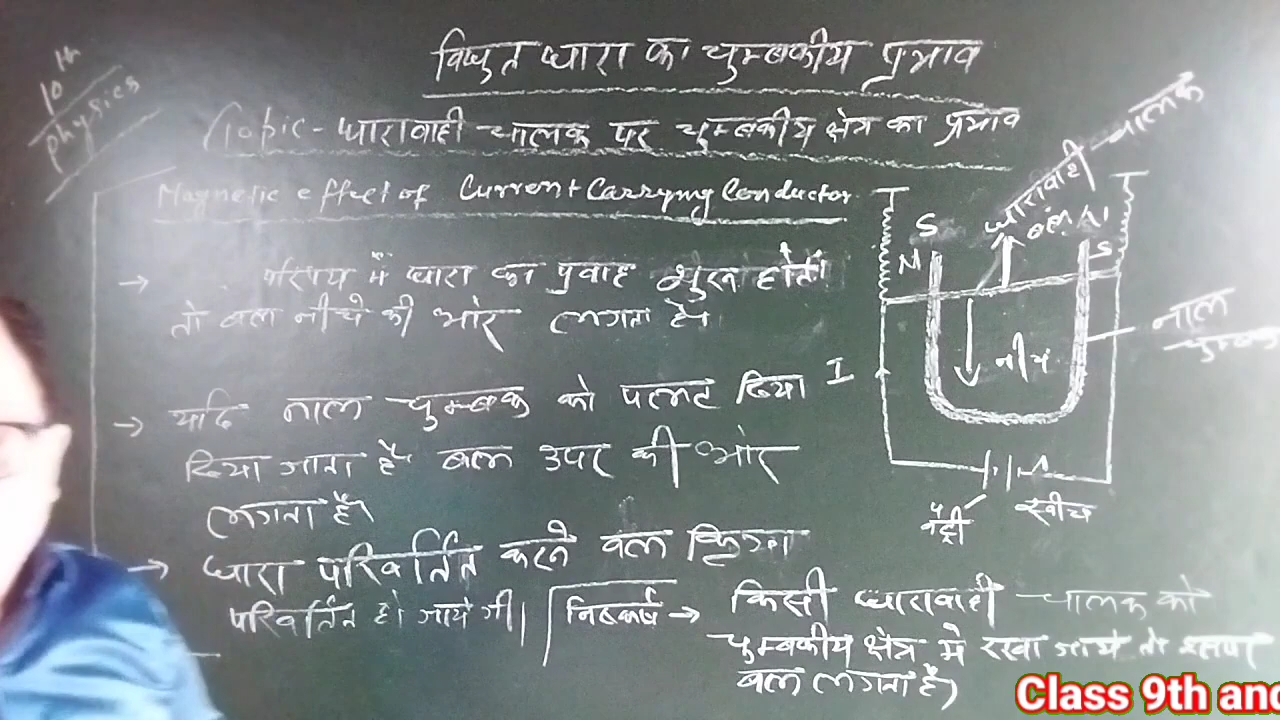 10th
physics
विधुत धारा का चुम्बकीय प्रभाव
Topic - धारावाही चालक पर चुम्बकीय क्षेत्र का प्रभाव
Magnetic effect of Current Carrying Conductor
→ परिपथ में धारा का प्रवाह शुरू होती
तो बल नीचे की ओर लगता है।
→ यदि नाल चुम्बक को पलट दिया
दिया जाता है बल उपर की ओर
लगता है।
→ धारा परिवर्तित करने बल
परिवर्तित हो जाये गी।
निष्कर्ष → किसी धारावाही चालक को
चुम्बकीय क्षेत्र में रखा जाये तो उसपर
बल लगता है)
धारावाही चालक
S
N
S
बल
नाल
चुम्बक
नीचे
I
स्वीच
Class 9th and